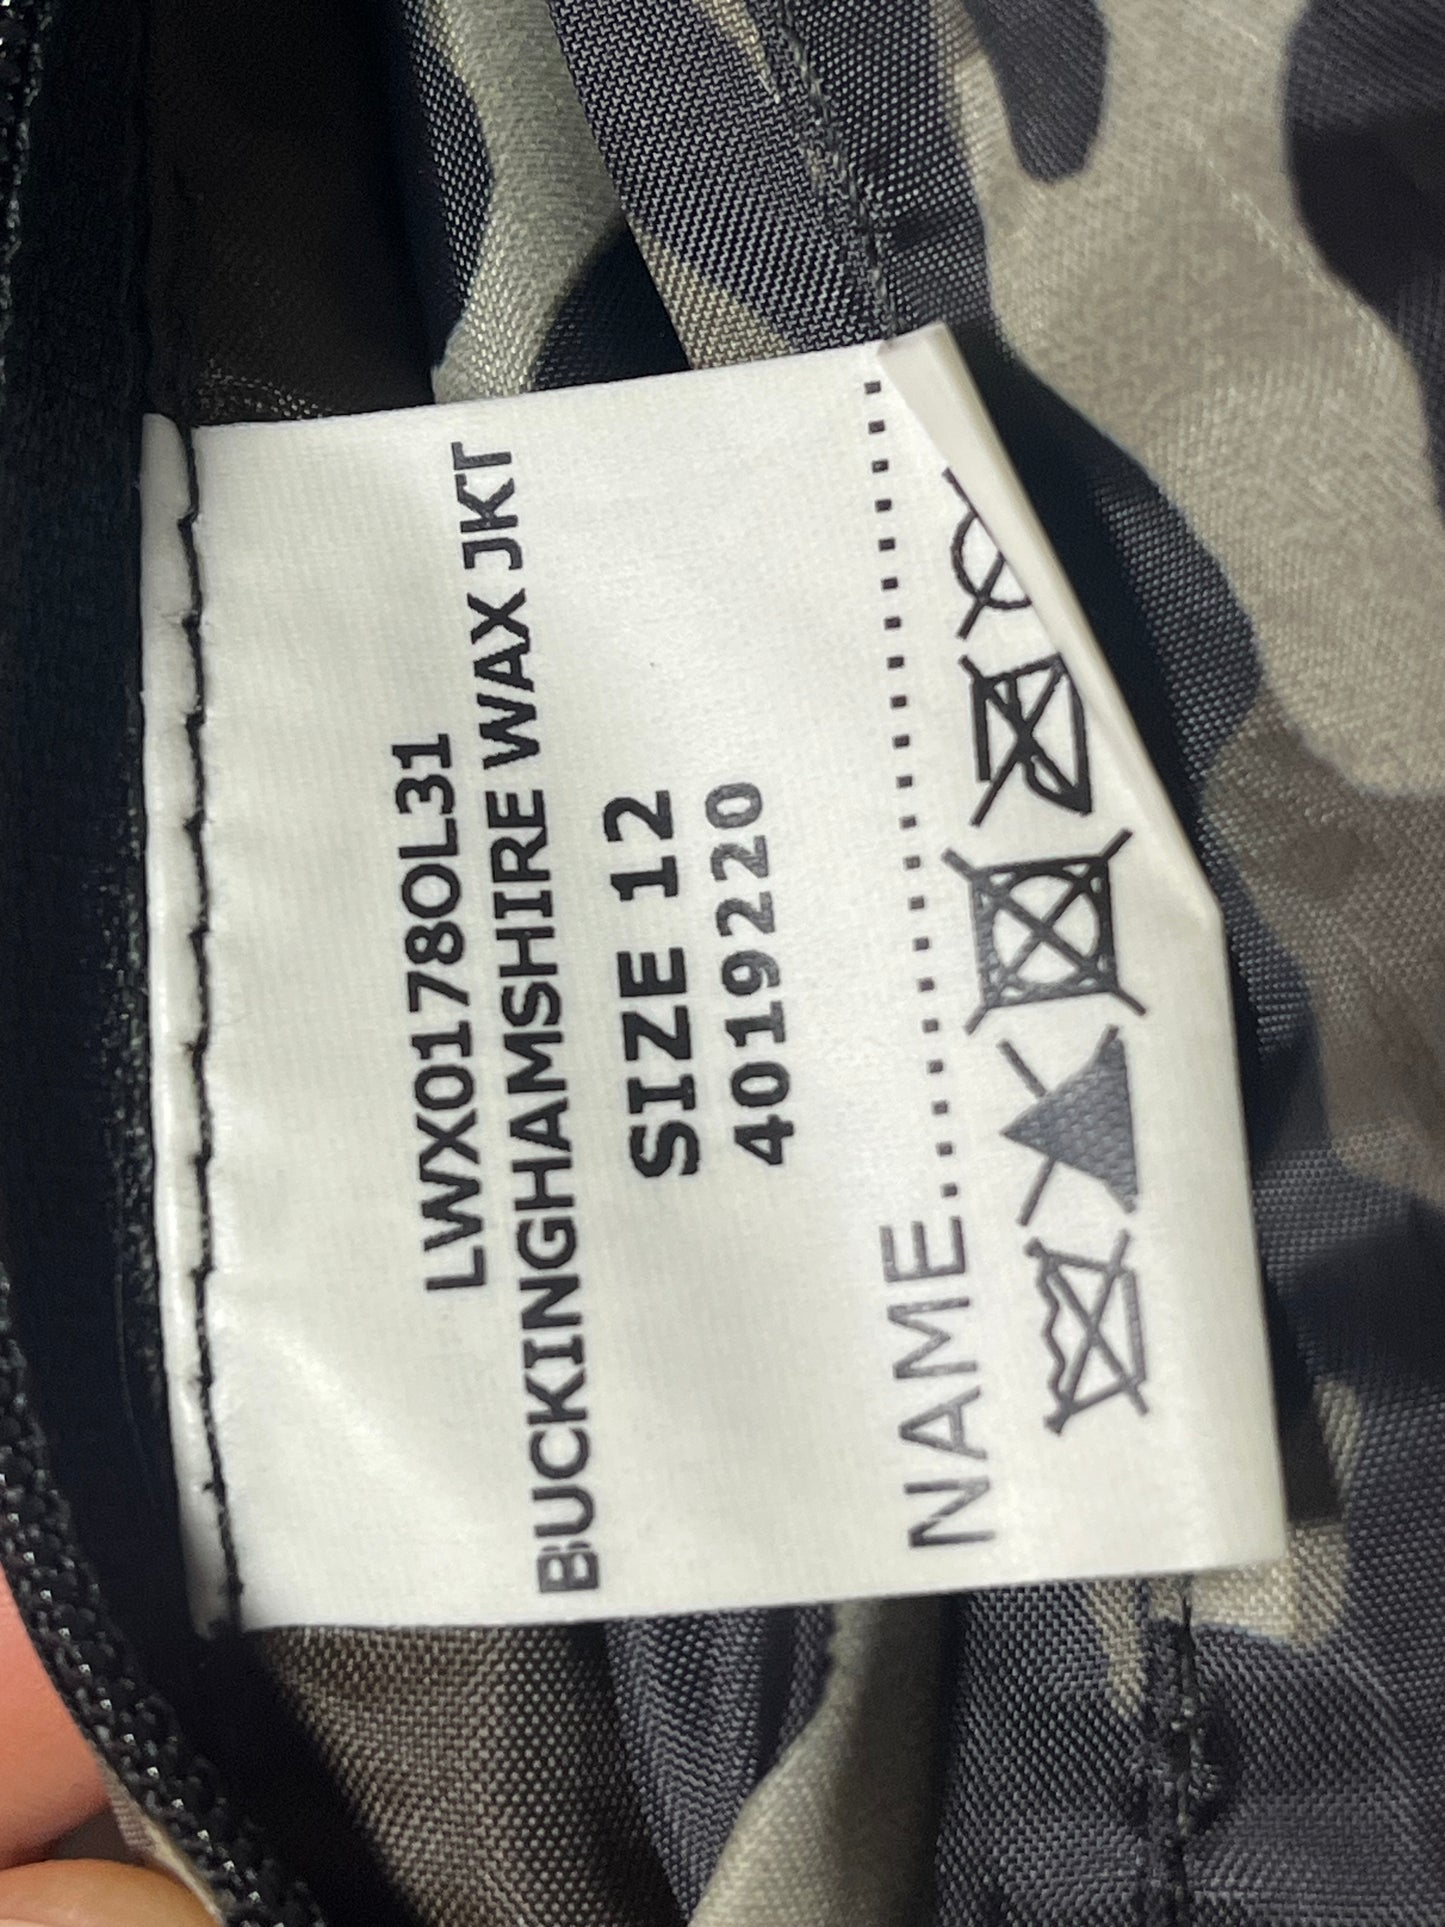 LWX0178OL31
BUCKINGHAMSHIRE WAX JKT
SIZE 12
4019220
NAME....................